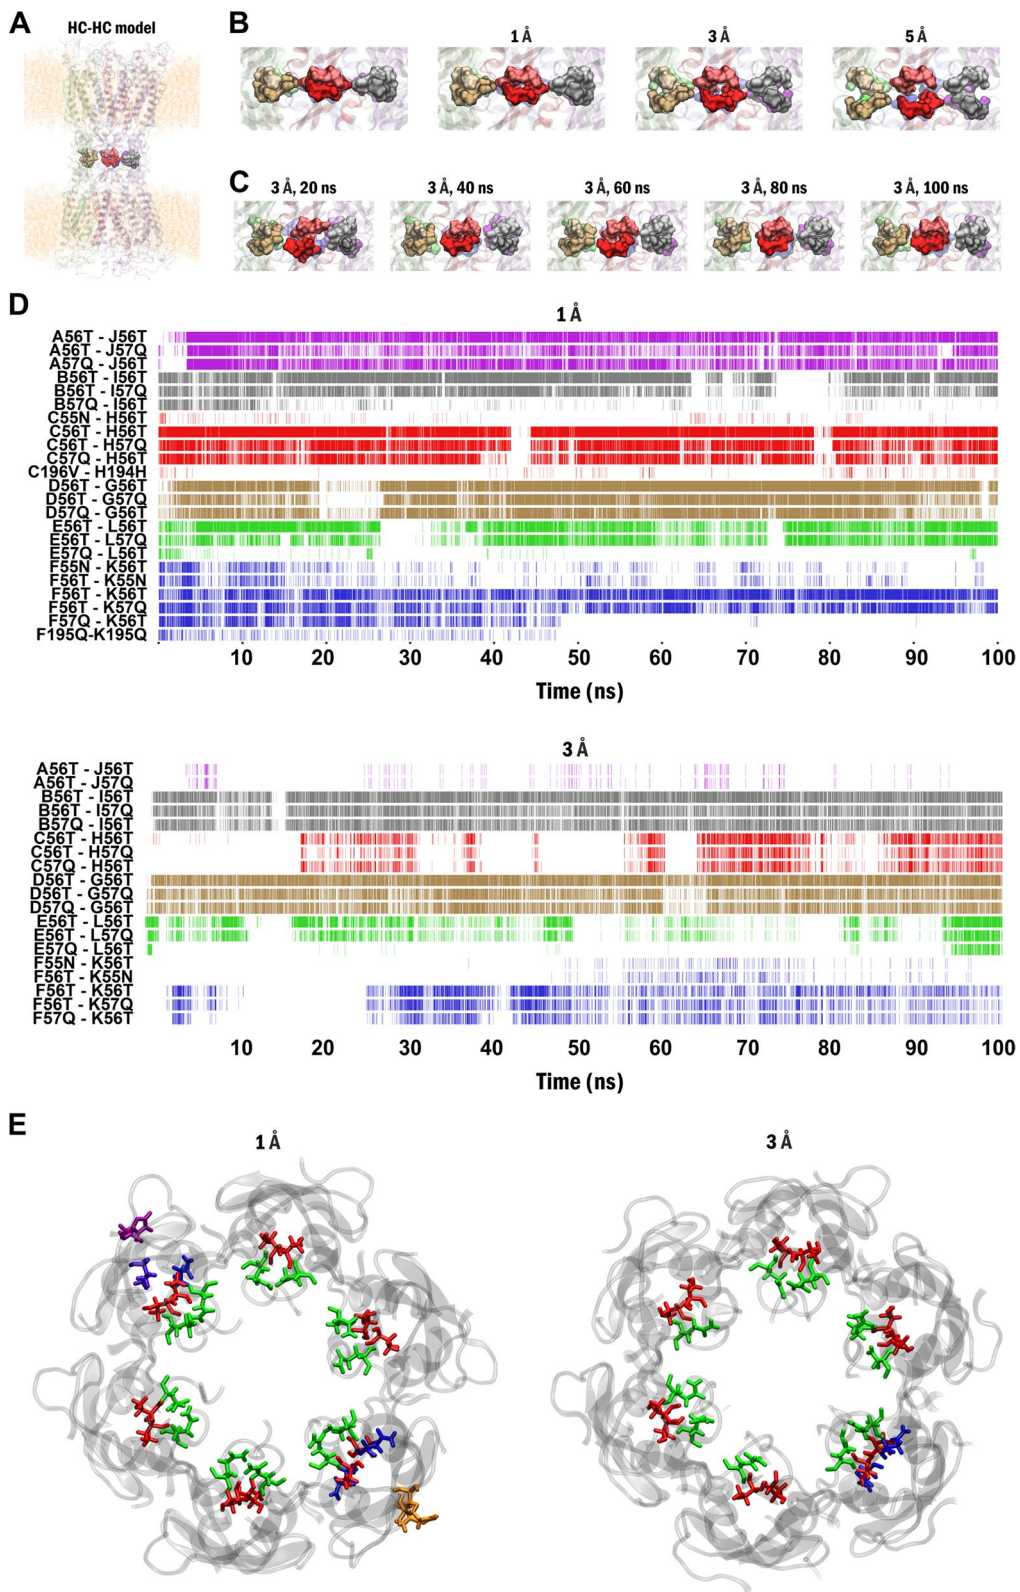 A
HC-HC model
B
1 Å
3 Å
5 Å
C
3 Å, 20 ns
3 Å, 40 ns
3 Å, 60 ns
3 Å, 80 ns
3 Å, 100 ns
D
1 Å
A56T - J56T
A56T - J57Q
A57Q - J56T
B56T - I56T
B56T - I57Q
B57Q - I56T
C55N - H56T
C56T - H56T
C56T - H57Q
C57Q - H56T
C196V - H194H
D56T - G56T
D56T - G57Q
D57Q - G56T
E56T - L56T
E56T - L57Q
E57Q - L56T
F55N - K56T
F56T - K55N
F56T - K56T
F56T - K57Q
F57Q - K56T
F195Q-K195Q
10 20 30 40 50 60 70 80 90 100
Time (ns)
3 Å
A56T - J56T
A56T - J57Q
B56T - I56T
B56T - I57Q
B57Q - I56T
C56T - H56T
C56T - H57Q
C57Q - H56T
D56T - G56T
D56T - G57Q
D57Q - G56T
E56T - L56T
E56T - L57Q
E57Q - L56T
F55N - K56T
F56T - K55N
F56T - K56T
F56T - K57Q
F57Q - K56T
10 20 30 40 50 60 70 80 90 100
Time (ns)
E
1 Å
3 Å